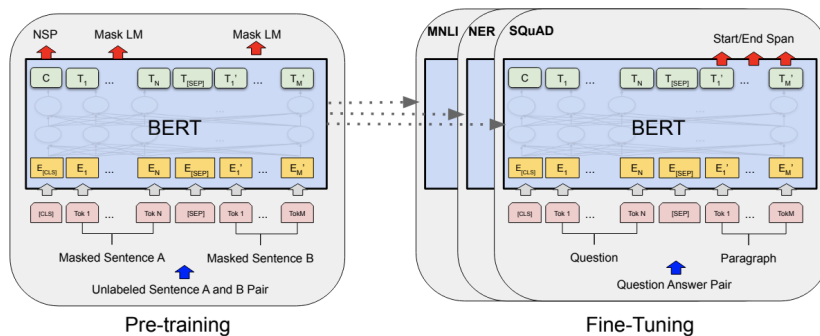 NSP Mask LM Mask LM
C T1 ... TN T[SEP] T1' ... TM'
BERT
E[CLS] E1 ... EN E[SEP] E1' ... EM'
[CLS] Tok 1 ... Tok N [SEP] Tok 1 ... TokM
Masked Sentence A Masked Sentence B
Unlabeled Sentence A and B Pair
Pre-training
MNLI NER SQuAD
Start/End Span
C T1 ... TN T[SEP] T1' ... TM'
BERT
E[CLS] E1 ... EN E[SEP] E1' ... EM'
[CLS] Tok 1 ... Tok N [SEP] Tok 1 ... TokM
Question Paragraph
Question Answer Pair
Fine-Tuning